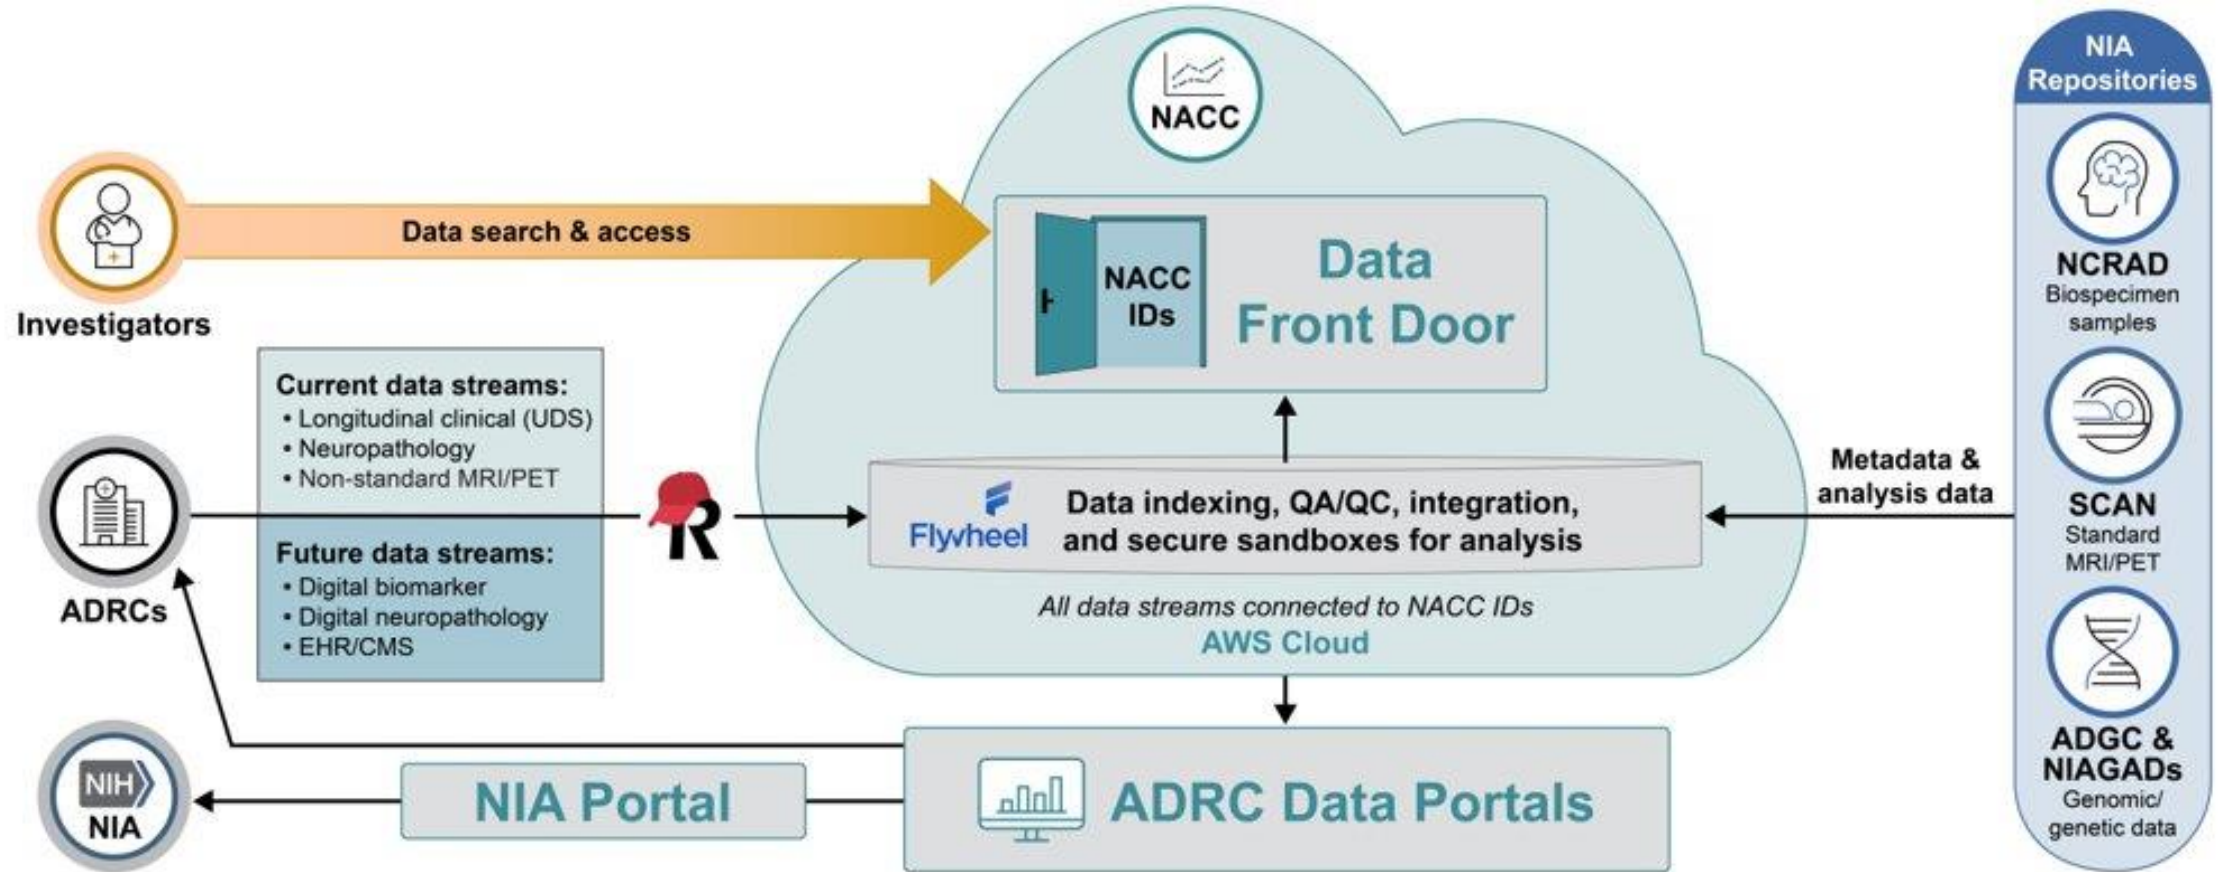 NACC
NIA
Repositories
Data search & access
Investigators
NACC
IDs
Data
Front Door
NCRAD
Biospecimen
samples
Current data streams:
• Longitudinal clinical (UDS)
• Neuropathology
• Non-standard MRI/PET
Future data streams:
• Digital biomarker
• Digital neuropathology
• EHR/CMS
ADRCs
R
Flywheel
Data indexing, QA/QC, integration,
and secure sandboxes for analysis
All data streams connected to NACC IDs
AWS Cloud
Metadata &
analysis data
SCAN
Standard
MRI/PET
ADGC &
NIAGADs
Genomic/
genetic data
NIH
NIA
NIA Portal
ADRC Data Portals